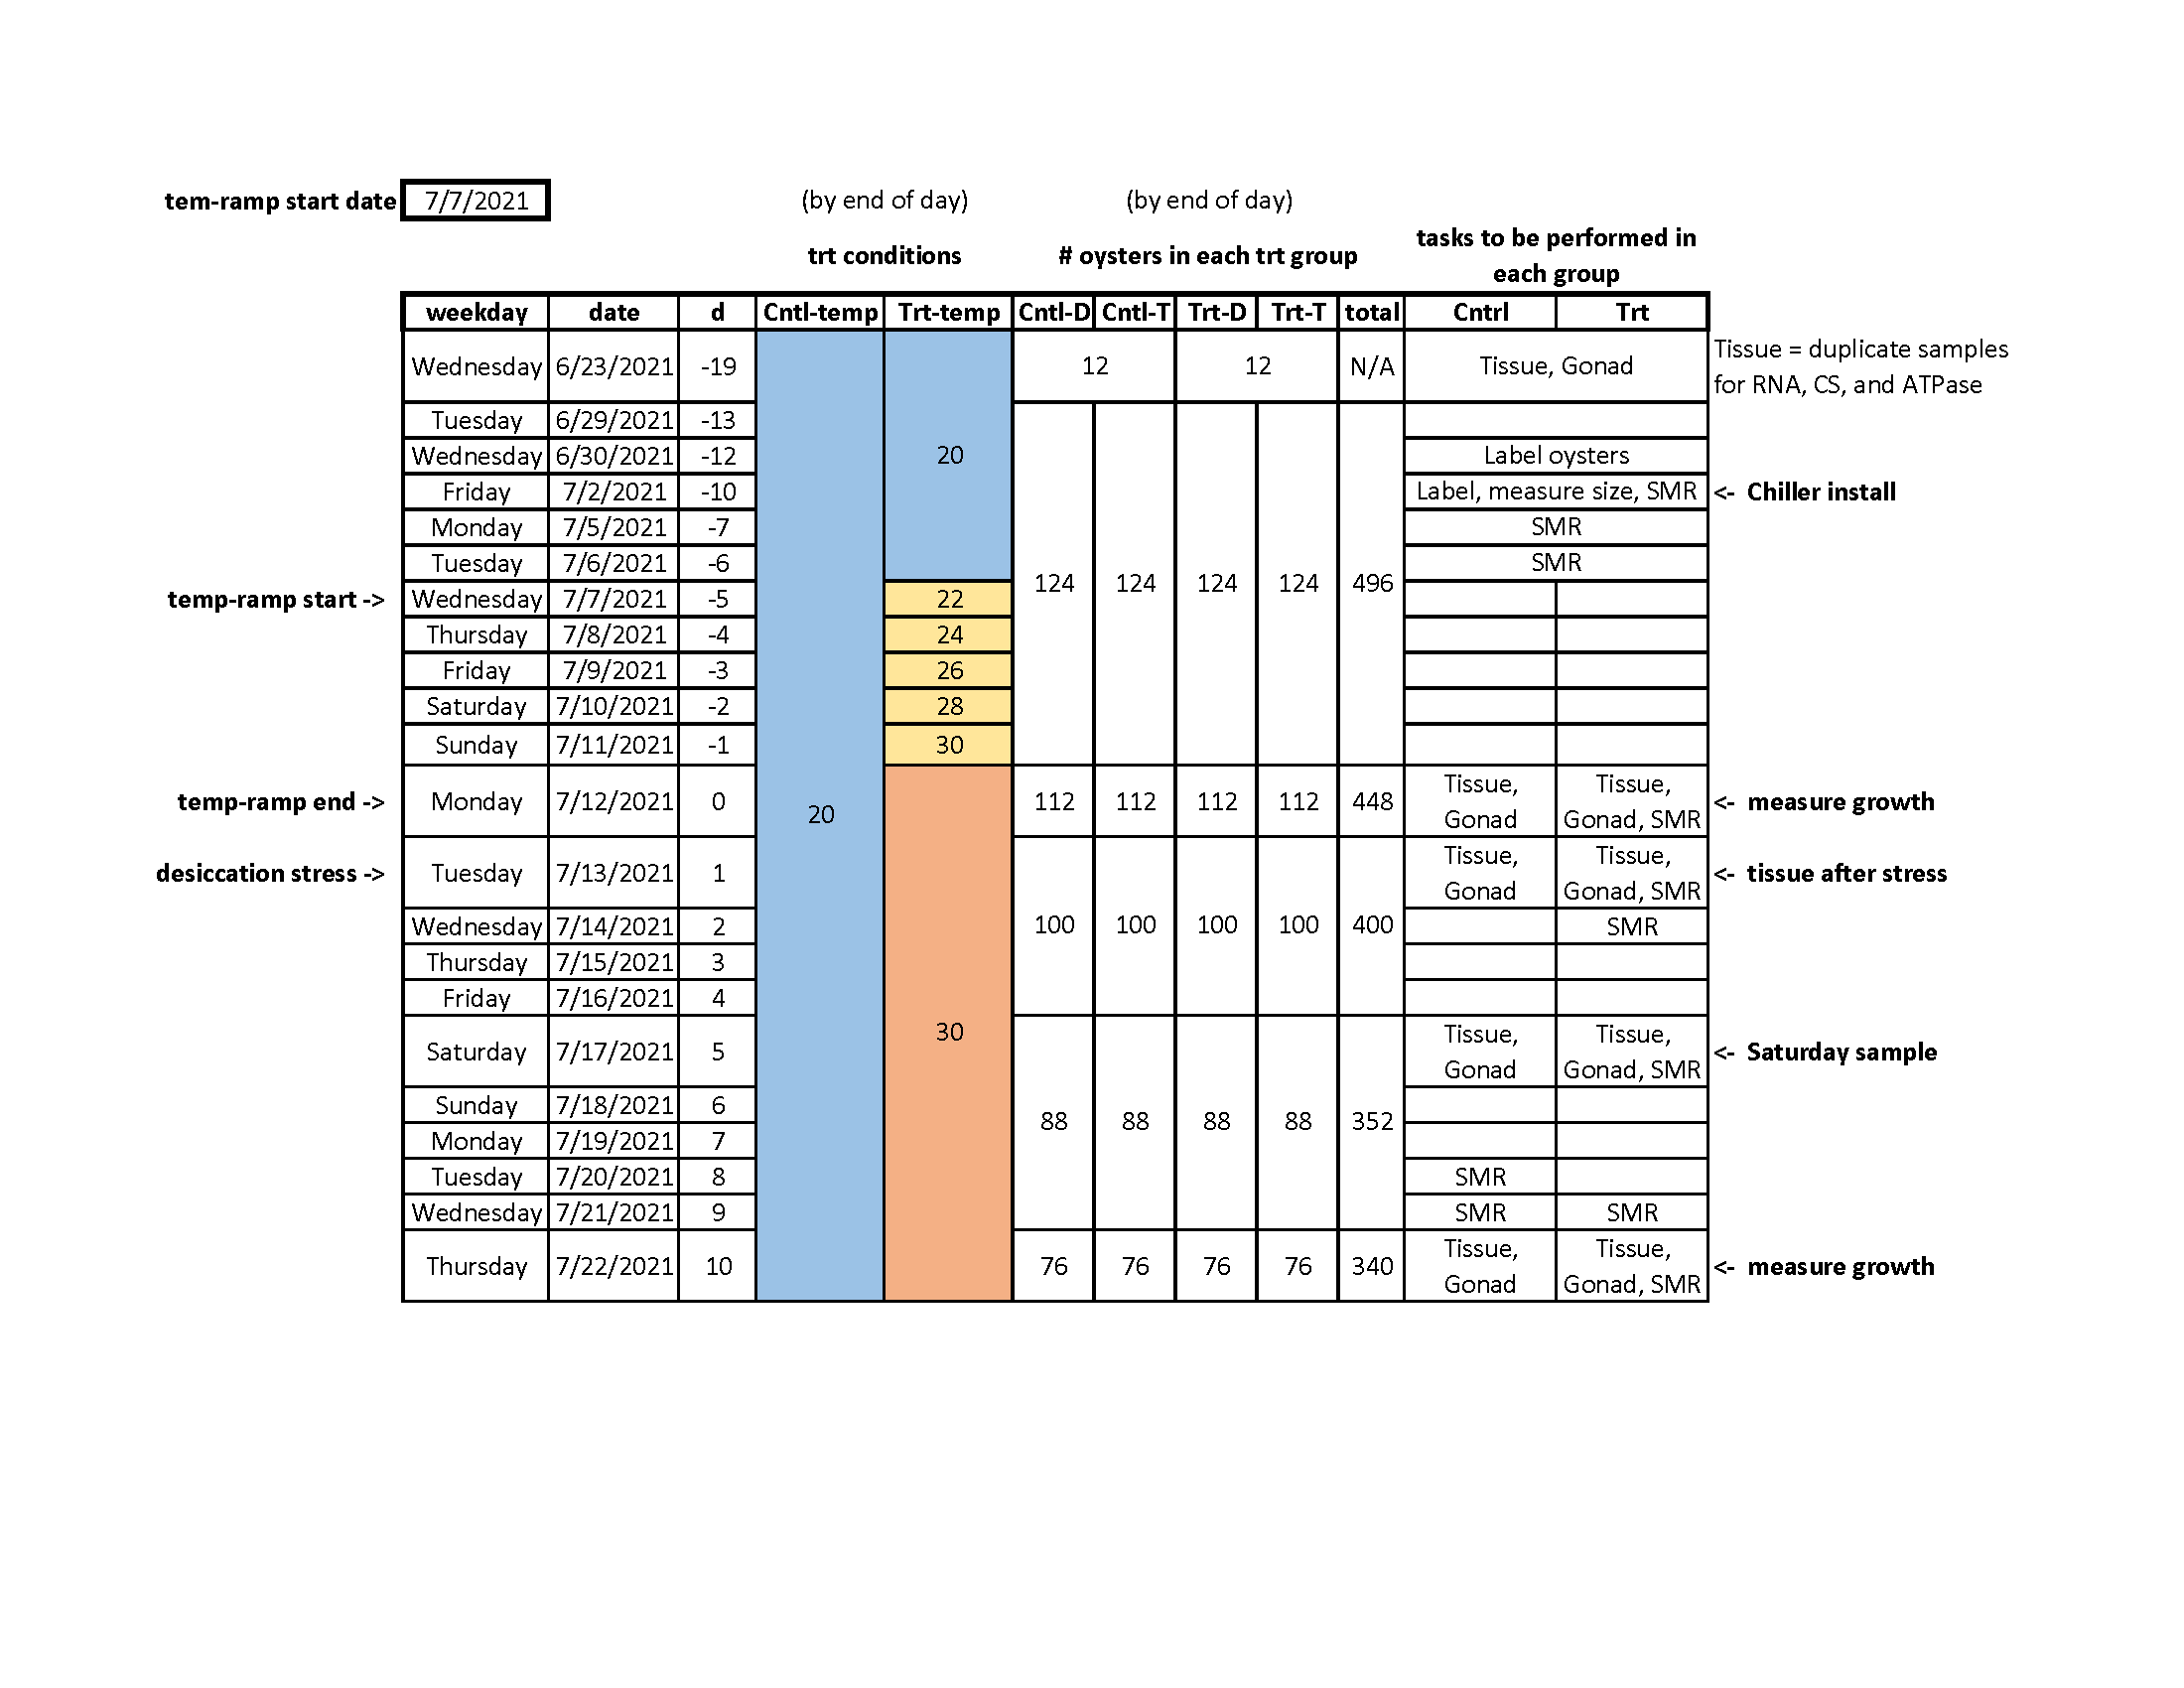 tem-ramp start date 7/7/2021 (by end of day) (by end of day)
trt conditions # oysters in each trt group tasks to be performed in each group
weekday date d Cntl-temp Trt-temp Cntl-D Cntl-T Trt-D Trt-T total Cntrl Trt
Wednesday 6/23/2021 -19 12 12 N/A Tissue, Gonad Tissue = duplicate samples for RNA, CS, and ATPase
Tuesday 6/29/2021 -13
Wednesday 6/30/2021 -12 20 Label oysters
Friday 7/2/2021 -10 Label, measure size, SMR <- Chiller install
Monday 7/5/2021 -7 SMR
Tuesday 7/6/2021 -6 SMR
124 124 124 124 496
temp-ramp start -> Wednesday 7/7/2021 -5 22
Thursday 7/8/2021 -4 24
Friday 7/9/2021 -3 26
Saturday 7/10/2021 -2 28
Sunday 7/11/2021 -1 30
temp-ramp end -> Monday 7/12/2021 0 20 112 112 112 112 448 Tissue, Gonad Tissue, Gonad, SMR <- measure growth
desiccation stress -> Tuesday 7/13/2021 1 Tissue, Gonad Tissue, Gonad, SMR <- tissue after stress
Wednesday 7/14/2021 2 100 100 100 100 400 SMR
Thursday 7/15/2021 3
Friday 7/16/2021 4
30
Saturday 7/17/2021 5 Tissue, Gonad Tissue, Gonad, SMR <- Saturday sample
Sunday 7/18/2021 6 88 88 88 88 352
Monday 7/19/2021 7
Tuesday 7/20/2021 8 SMR
Wednesday 7/21/2021 9 SMR SMR
Thursday 7/22/2021 10 76 76 76 76 340 Tissue, Gonad Tissue, Gonad, SMR <- measure growth